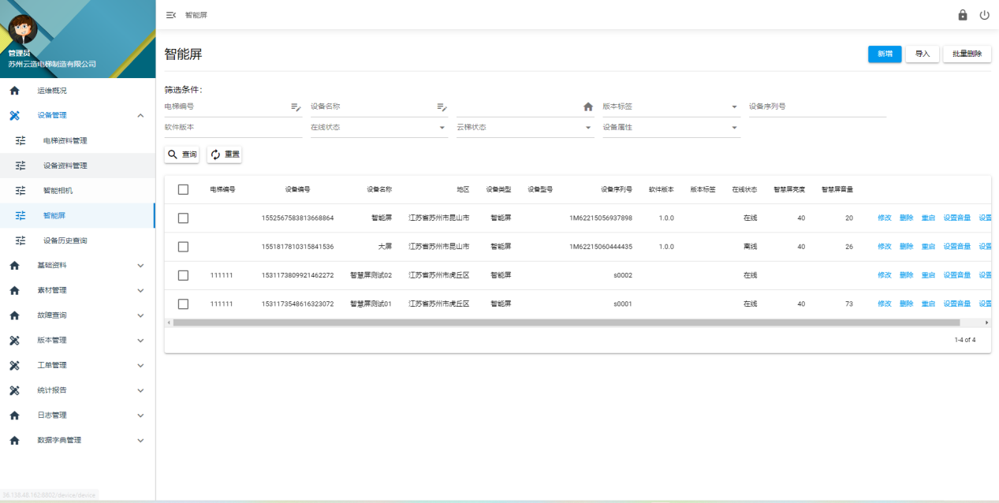 智能屏
管理员
苏州云造电梯制造有限公司
运维概况
设备管理
电梯资料管理
设备资料管理
智能相机
智能屏
设备历史查询
基础资料
素材管理
故障查询
版本管理
工单管理
统计报告
日志管理
数据字典管理
36.138.48.162:8802/device/device
智能屏 新增 导入 批量删除
筛选条件:
电梯编号 设备名称 版本标签 设备序列号
软件版本 在线状态 云梯状态 设备属性
查询 重置
电梯编号 设备编号 设备名称 地区 设备类型 设备型号 设备序列号 软件版本 版本标签 在线状态 智慧屏亮度 智慧屏音量
1552567583813668864 智能屏 江苏省苏州市昆山市 智能屏 1M62215056937898 1.0.0 在线 40 20 修改 删除 重启 设置音量 设置
1551817810315841536 大屏 江苏省苏州市昆山市 智能屏 1M62215060444435 1.0.0 离线 40 26 修改 删除 重启 设置音量 设置
111111 1531173809921462272 智慧屏测试02 江苏省苏州市虎丘区 智能屏 s0002 在线 修改 删除 重启 设置音量 设置
111111 1531173548616323072 智慧屏测试01 江苏省苏州市虎丘区 智能屏 s0001 在线 40 73 修改 删除 重启 设置音量 设置
1-4 of 4